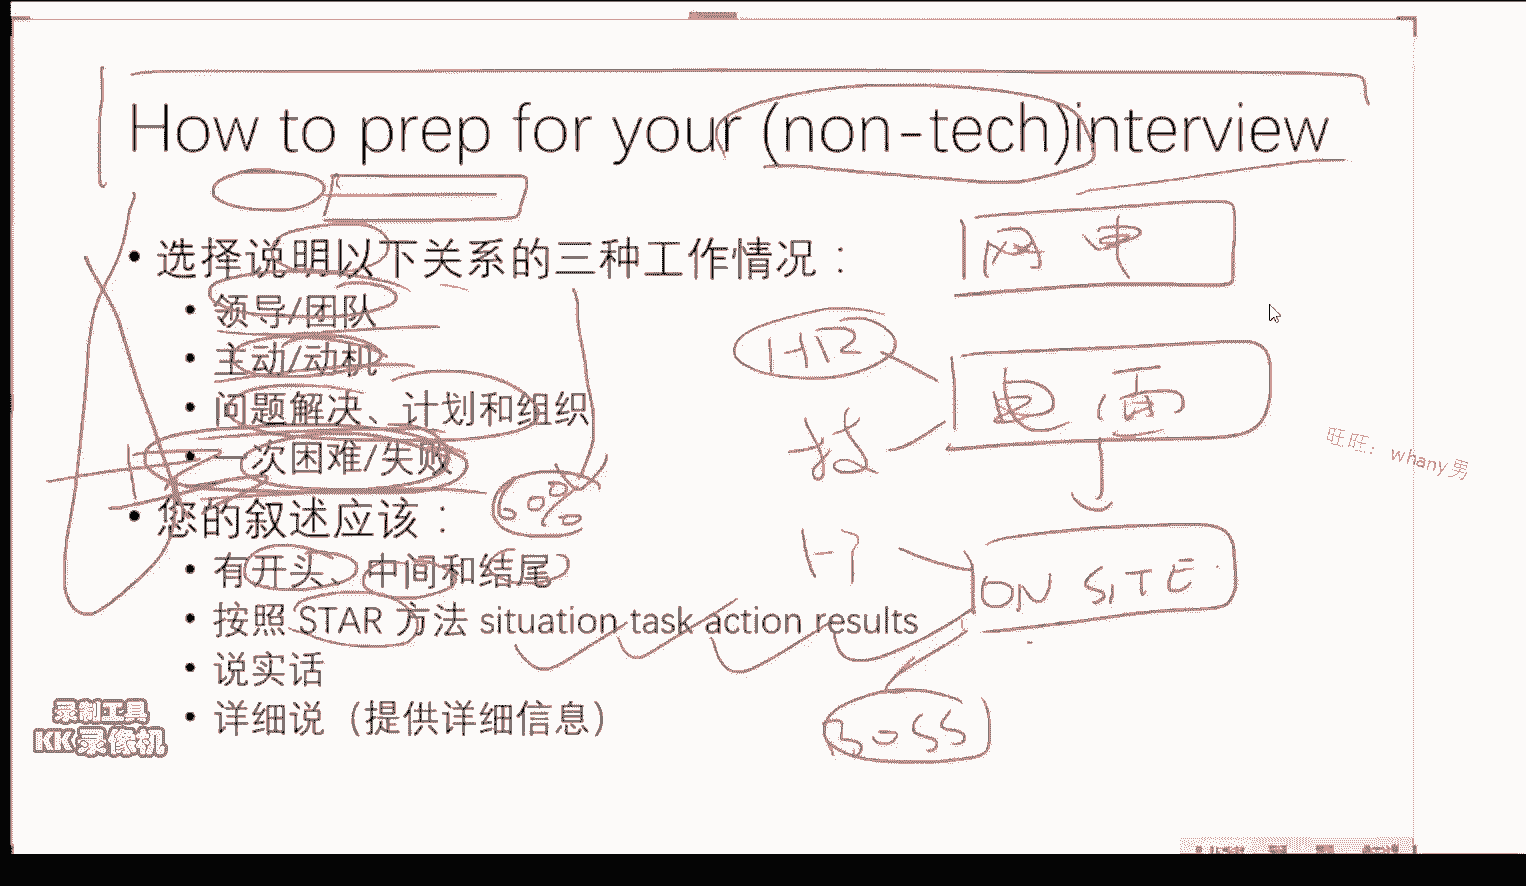 How to prep for your (non-tech)interview
• 选择说明以下关系的三种工作情况：
• 领导/团队
• 主动/动机
• 问题解决、计划和组织
• 一次困难/失败
• 您的叙述应该：
• 有开头、中间和结尾
• 按照 STAR 方法 situation task action results
• 说实话
• 详细说（提供详细信息）
网申
HR
电面
技
60%
ON SITE
BOSS
旺旺：whany男
录制工具
KK 录像机